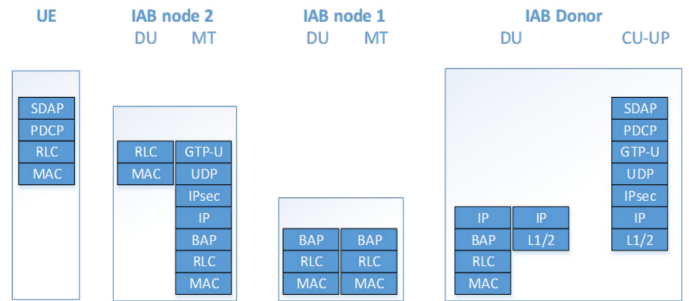 UE
IAB node 2
DU MT
IAB node 1
DU MT
IAB Donor
DU CU-UP
SDAP
PDCP
RLC
MAC
RLC GTP-U
MAC UDP
IPsec
IP
BAP
RLC
MAC
BAP BAP
RLC RLC
MAC MAC
IP IP
BAP L1/2
RLC
MAC
SDAP
PDCP
GTP-U
UDP
IPsec
IP
L1/2